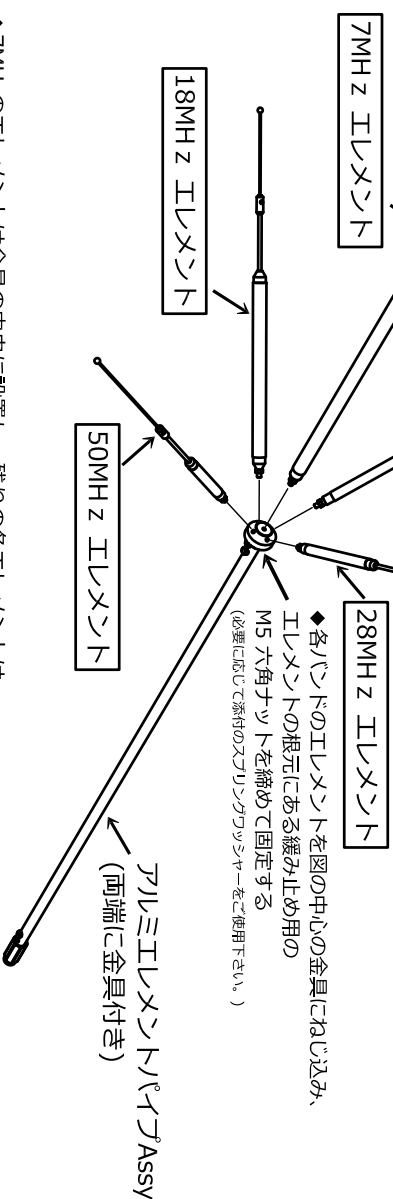 7MHz エレメント
18MHz エレメント
50MHz エレメント
28MHz エレメント
◆各バンドのエレメントを図の中心の金具にねじ込み、
エレメントの根元にある緩み止め用の
M5 六角ナットを締めて固定する
(必要に応じて添付のスプリングワッシャーをご使用下さい。)
アルミエレメントパイプAssy
(両端に金具付き)